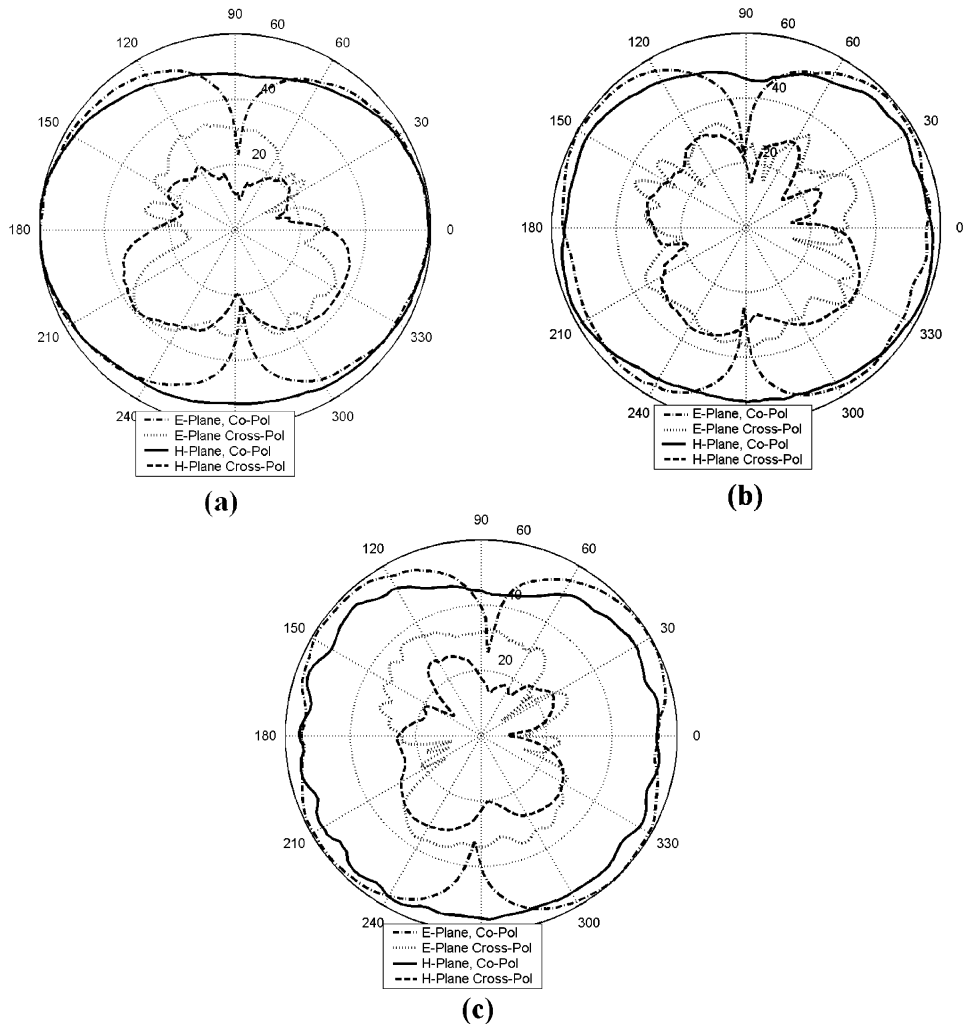 90
60
120
60
40
150
30
20
180
0
210
330
240
300
E-Plane, Co-Pol
E-Plane Cross-Pol
H-Plane, Co-Pol
H-Plane Cross-Pol
(a)
90
60
120
60
40
150
30
20
180
0
210
330
240
300
E-Plane, Co-Pol
E-Plane Cross-Pol
H-Plane, Co-Pol
H-Plane Cross-Pol
(b)
90
60
120
60
40
150
30
20
180
0
210
330
240
300
E-Plane, Co-Pol
E-Plane Cross-Pol
H-Plane, Co-Pol
H-Plane Cross-Pol
(c)